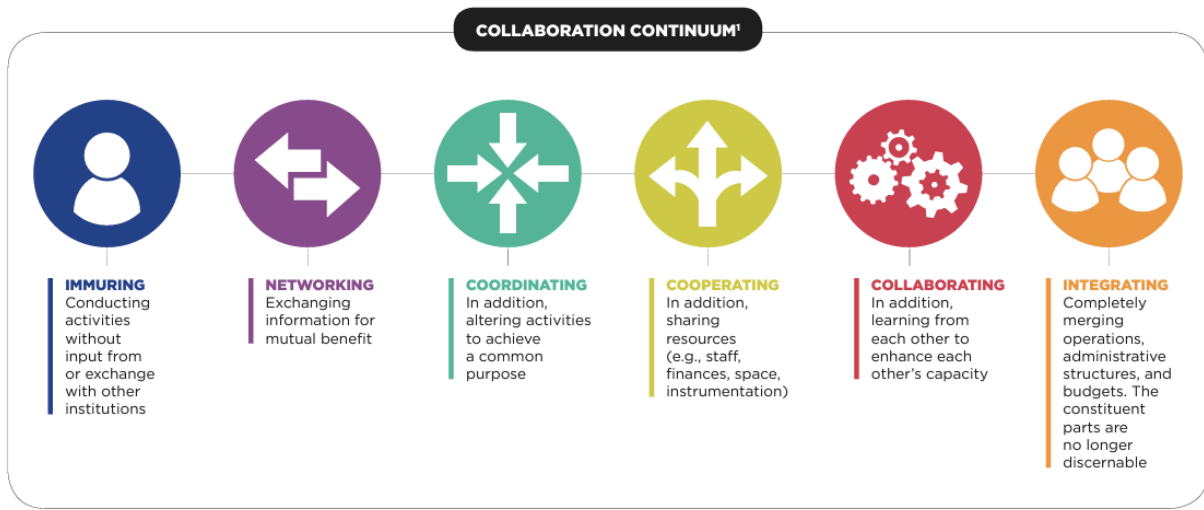 COLLABORATION CONTINUUM¹
IMMURING
Conducting
activities
without
input from
or exchange
with other
institutions
NETWORKING
Exchanging
information for
mutual benefit
COORDINATING
In addition,
altering activities
to achieve
a common
purpose
COOPERATING
In addition,
sharing
resources
(e.g., staff,
finances, space,
instrumentation)
COLLABORATING
In addition,
learning from
each other to
enhance each
other's capacity
INTEGRATING
Completely
merging
operations,
administrative
structures, and
budgets. The
constituent
parts are
no longer
discernable